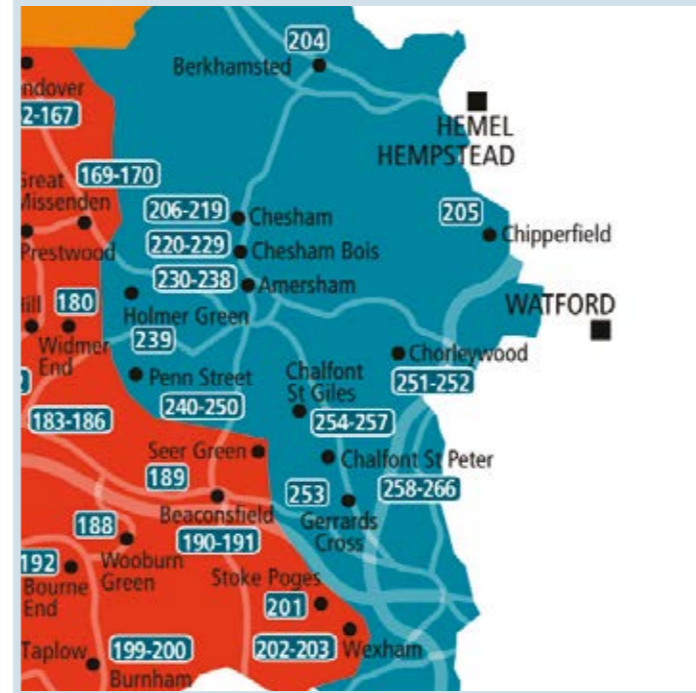 204
Berkhamsted
ndover
2-167
HEMEL
HEMPSTEAD
169-170
Great
Missenden
206-219
Chesham
205
Chipperfield
Prestwood
220-229
Chesham Bois
230-238
Amersham
180
Holmer Green
WATFORD
ill
Widmer
End
239
Chorleywood
251-252
Penn Street
240-250
Chalfont
St Giles
254-257
183-186
Seer Green
Chalfont St Peter
258-266
189
Beaconsfield
190-191
253
Gerrards
Cross
188
Wooburn
Green
192
Bourne
End
Stoke Poges
201
202-203
Wexham
Taplow
199-200
Burnham